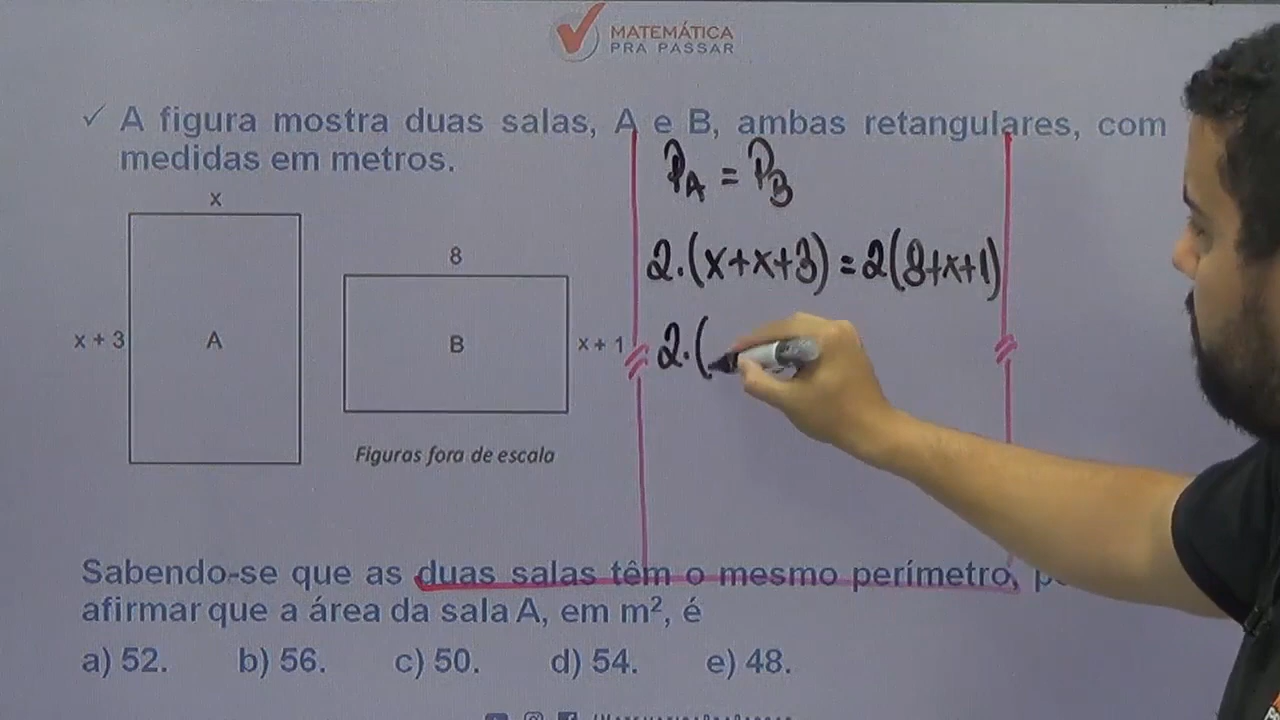 MATEMÁTICA
PRA PASSAR
✓ A figura mostra duas salas, A e B, ambas retangulares, com
medidas em metros.
x
x + 3
A
8
B
x + 1
Figuras fora de escala
P_A = P_B
2.(x+x+3) = 2(8+x+1)
2.(
Sabendo-se que as duas salas têm o mesmo perímetro,
afirmar que a área da sala A, em m², é
a) 52. b) 56. c) 50. d) 54. e) 48.